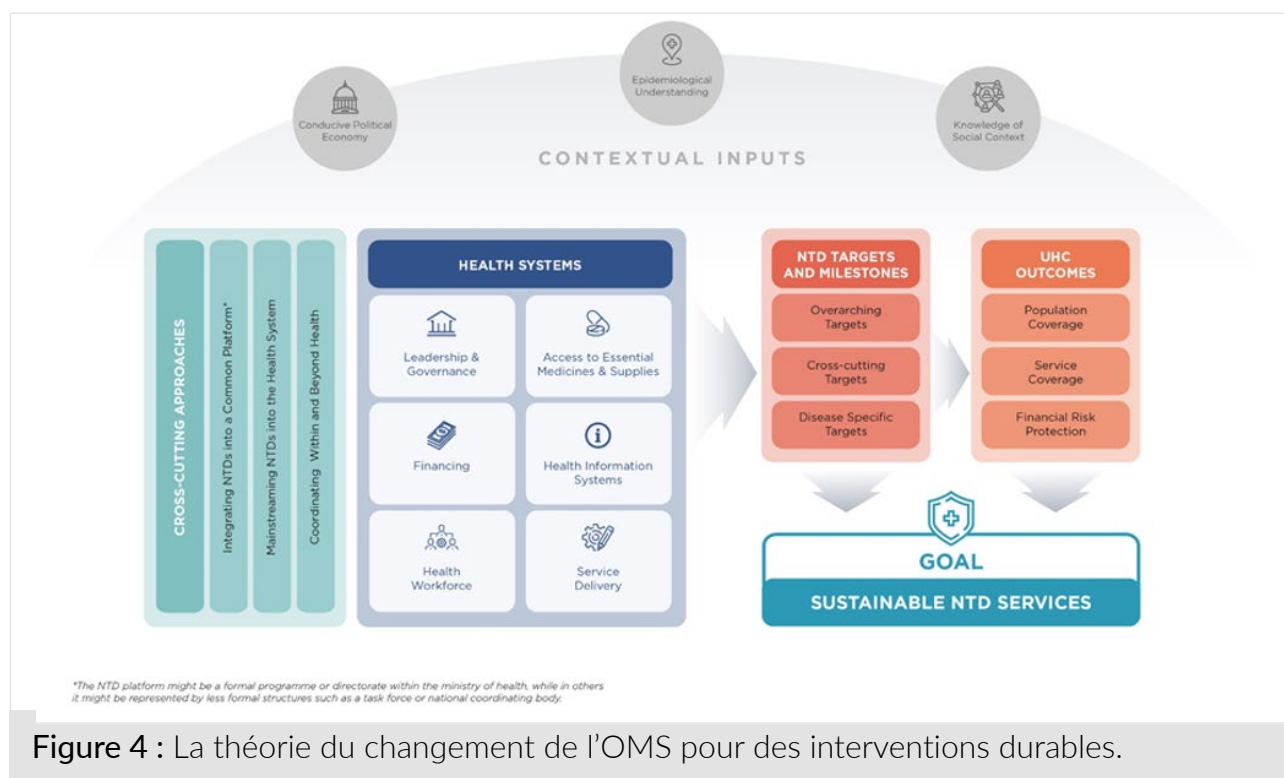 Conducive Political
Economy
Epidemiological
Understanding
Knowledge of
Social Context
CONTEXTUAL INPUTS
CROSS-CUTTING APPROACHES
Integrating NTDs into a Common Platform*
Mainstreaming NTDs into the Health System
Coordinating Within and Beyond Health
HEALTH SYSTEMS
Leadership &
Governance
Access to Essential
Medicines & Supplies
Financing
Health Information
Systems
Health
Workforce
Service
Delivery
NTD TARGETS
AND MILESTONES
Overarching
Targets
Cross-cutting
Targets
Disease Specific
Targets
UHC
OUTCOMES
Population
Coverage
Service
Coverage
Financial Risk
Protection
GOAL
SUSTAINABLE NTD SERVICES
*The NTD platform might be a formal programme or directorate within the ministry of health, while in others
it might be represented by less formal structures such as a task force or national coordinating body.
Figure 4 : La théorie du changement de l’OMS pour des interventions durables.